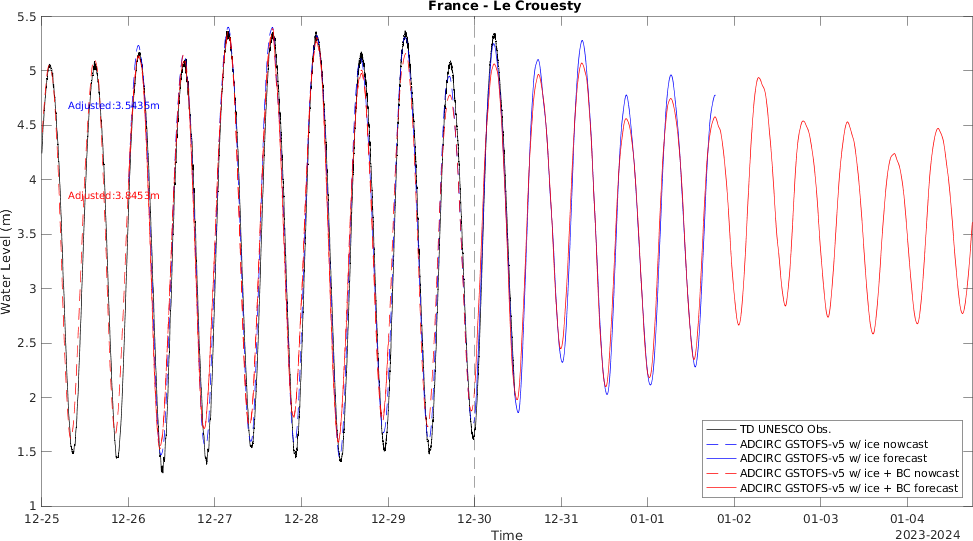 France - Le Crouesty
Water Level (m)
5.5
5
4.5
4
3.5
3
2.5
2
1.5
1
Adjusted:3.5435m
Adjusted:3.8453m
TD UNESCO Obs.
ADCIRC GSTOFS-v5 w/ ice nowcast
ADCIRC GSTOFS-v5 w/ ice forecast
ADCIRC GSTOFS-v5 w/ ice + BC nowcast
ADCIRC GSTOFS-v5 w/ ice + BC forecast
12-25 12-26 12-27 12-28 12-29 12-30 12-31 01-01 01-02 01-03 01-04
Time
2023-2024